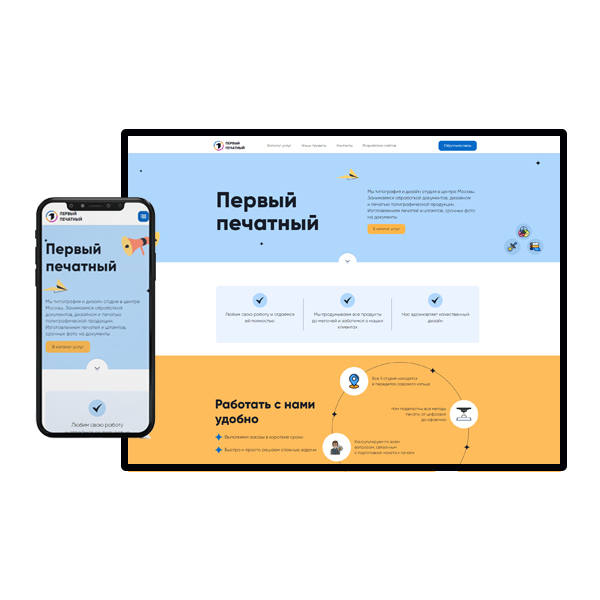 ПЕРВЫЙ
ПЕЧАТНЫЙ
Каталог услуг
Наши проекты
Контакты
Разработка сайтов
Обратная связь
Первый
печатный
Мы типография и дизайн студия в центре Москвы.
Занимаемся обработкой документов, дизайном
и печатью полиграфической продукции.
Изготовлением печатей и штампов, срочных фото
на документы
В каталог услуг
Любим свою работу и отдаемся
ей полностью
Мы продумываем все продукты
до мелочей и заботимся о наших
клиентах
Нас вдохновляет качественный
дизайн
Работать с нами
удобно
Выполняем заказы в короткие сроки
Быстро и просто решаем сложные задачи
Все 5 студий находятся
в пределах садового кольца
Нам подвластны все методы
печати, от цифровой
до офсетной
Консультируем по всем
вопросам, связанным
с подготовкой макета к печати
ПЕРВЫЙ
ПЕЧАТНЫЙ
Первый
печатный
Мы типография и дизайн студия в центре
Москвы. Занимаемся обработкой
документов, дизайном и печатью
полиграфической продукции.
Изготовлением печатей и штампов,
срочных фото на документы
В каталог услуг
Любим свою работу